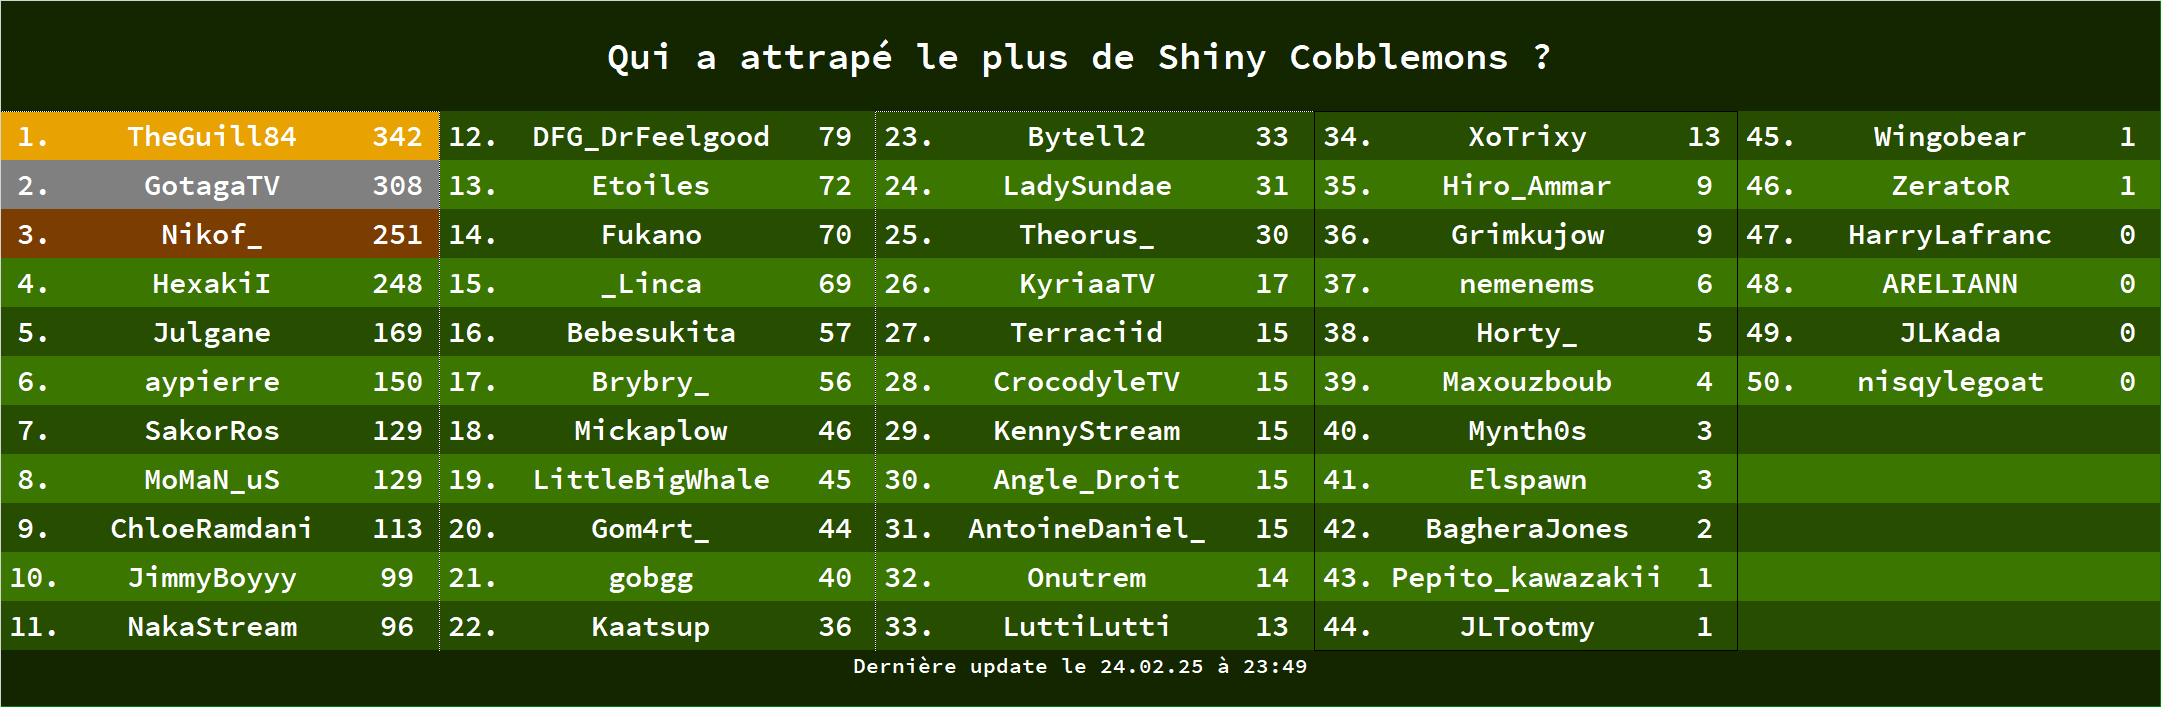 Qui a attrapé le plus de Shiny Cobblemons ?
1. TheGuill84 342
2. GotagaTV 308
3. Nikof_ 251
4. HexakiI 248
5. Julgane 169
6. aypierre 150
7. SakorRos 129
8. MoMaN_uS 129
9. ChloeRamdani 113
10. JimmyBoyyy 99
11. NakaStream 96
12. DFG_DrFeelgood 79
13. Etoiles 72
14. Fukano 70
15. _Linca 69
16. Bebesukita 57
17. Brybry_ 56
18. Mickaplow 46
19. LittleBigWhale 45
20. Gom4rt_ 44
21. gobgg 40
22. Kaatsup 36
23. Bytell2 33
24. LadySundae 31
25. Theorus_ 30
26. KyriaaTV 17
27. Terraciid 15
28. CrocodyleTV 15
29. KennyStream 15
30. Angle_Droit 15
31. AntoineDaniel_ 15
32. Onutrem 14
33. LuttiLutti 13
34. XoTrixy 13
35. Hiro_Ammar 9
36. Grimkujow 9
37. nemenems 6
38. Horty_ 5
39. Maxouzboub 4
40. Mynth0s 3
41. Elspawn 3
42. BagheraJones 2
43. Pepito_kawazakii 1
44. JLTootmy 1
45. Wingobear 1
46. ZeratoR 1
47. HarryLafranc 0
48. ARELIANN 0
49. JLKada 0
50. nisqylegoat 0
Dernière update le 24.02.25 à 23:49